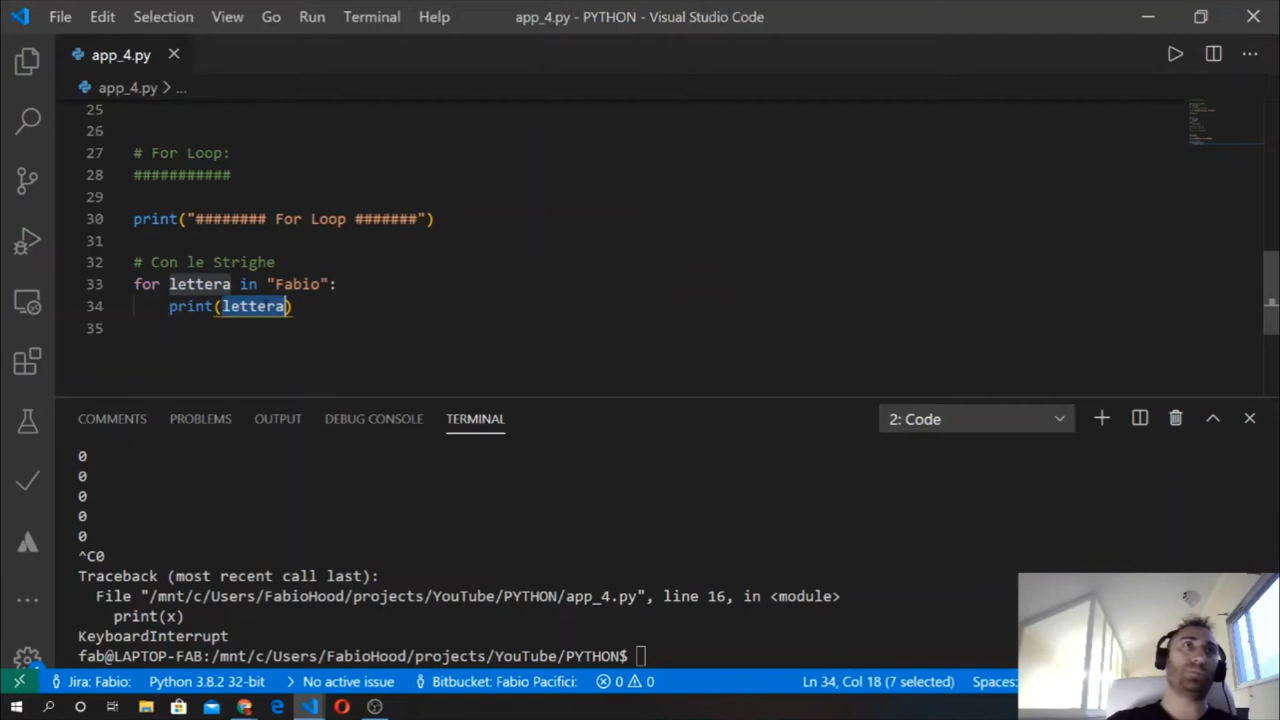 File Edit Selection View Go Run Terminal Help app_4.py - PYTHON - Visual Studio Code
app_4.py
app_4.py > ...
25
26
27 # For Loop:
28 ###########
29
30 print("######## For Loop #######")
31
32 # Con le Strighe
33 for lettera in "Fabio":
34 print(lettera)
35
COMMENTS PROBLEMS OUTPUT DEBUG CONSOLE TERMINAL 2: Code
0
0
0
0
0
^C0
Traceback (most recent call last):
File "/mnt/c/Users/FabioHood/projects/YouTube/PYTHON/app_4.py", line 16, in <module>
print(x)
KeyboardInterrupt
fab@LAPTOP-FAB:/mnt/c/Users/FabioHood/projects/YouTube/PYTHON$
Jira: Fabio: Python 3.8.2 32-bit No active issue Bitbucket: Fabio Pacifici: 0 0 Ln 34, Col 18 (7 selected) Spaces: